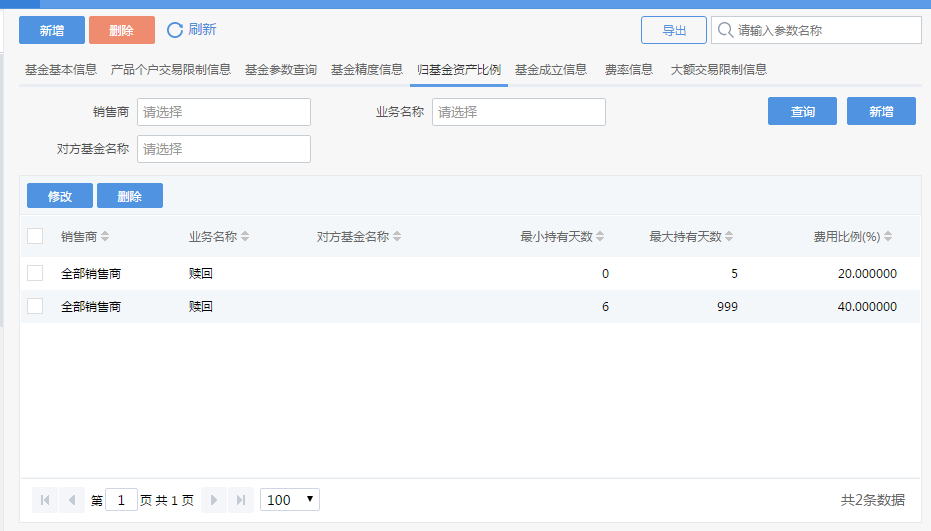 新增 删除 刷新 导出 请输入参数名称
基金基本信息 产品个户交易限制信息 基金参数查询 基金精度信息 归基金资产比例 基金成立信息 费率信息 大额交易限制信息
销售商 请选择 业务名称 请选择 查询 新增
对方基金名称 请选择
修改 删除
销售商 业务名称 对方基金名称 最小持有天数 最大持有天数 费用比例(%)
全部销售商 赎回 0 5 20.000000
全部销售商 赎回 6 999 40.000000
第 1 页 共 1 页 100 共2条数据